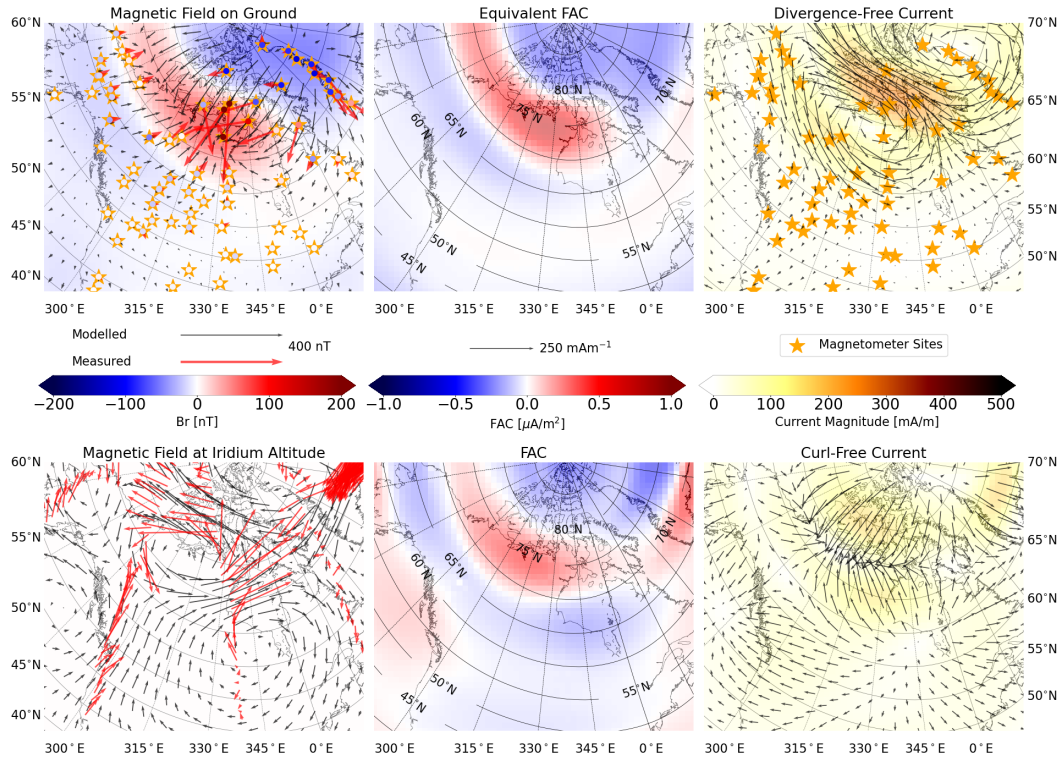 Magnetic Field on Ground
Equivalent FAC
Divergence-Free Current
60°N
55°N
50°N
45°N
40°N
300°E
315°E
330°E
345°E
0°E
80°N
75°N
70°N
60°N
65°N
50°N
45°N
55°N
300°E
315°E
330°E
345°E
0°E
70°N
65°N
60°N
55°N
50°N
315°E
330°E
345°E
0°E
Modelled
Measured
400 nT
250 mAm⁻¹
Magnetometer Sites
−200 −100 0 100 200
Br [nT]
−1.0 −0.5 0.0 0.5 1.0
FAC [μA/m²]
0 100 200 300 400 500
Current Magnitude [mA/m]
Magnetic Field at Iridium Altitude
FAC
Curl-Free Current
60°N
55°N
50°N
45°N
40°N
300°E
315°E
330°E
345°E
0°E
80°N
75°N
70°N
60°N
65°N
50°N
45°N
55°N
300°E
315°E
330°E
345°E
0°E
70°N
65°N
60°N
55°N
50°N
315°E
330°E
345°E
0°E